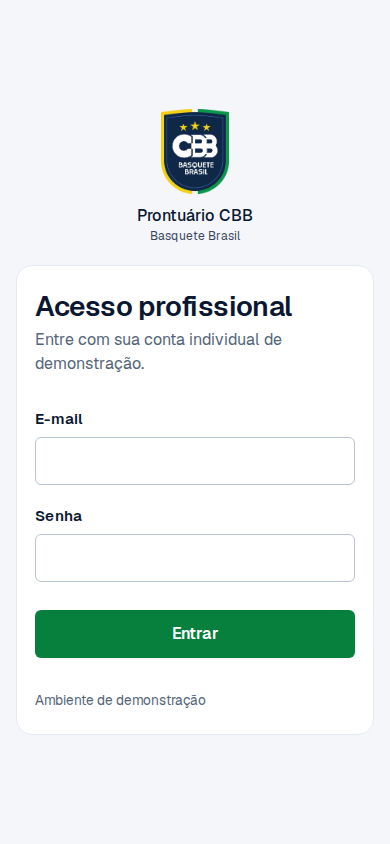 CBB
BASQUETE
BRASIL
Prontuário CBB
Basquete Brasil
Acesso profissional
Entre com sua conta individual de
demonstração.
E-mail
Senha
Entrar
Ambiente de demonstração